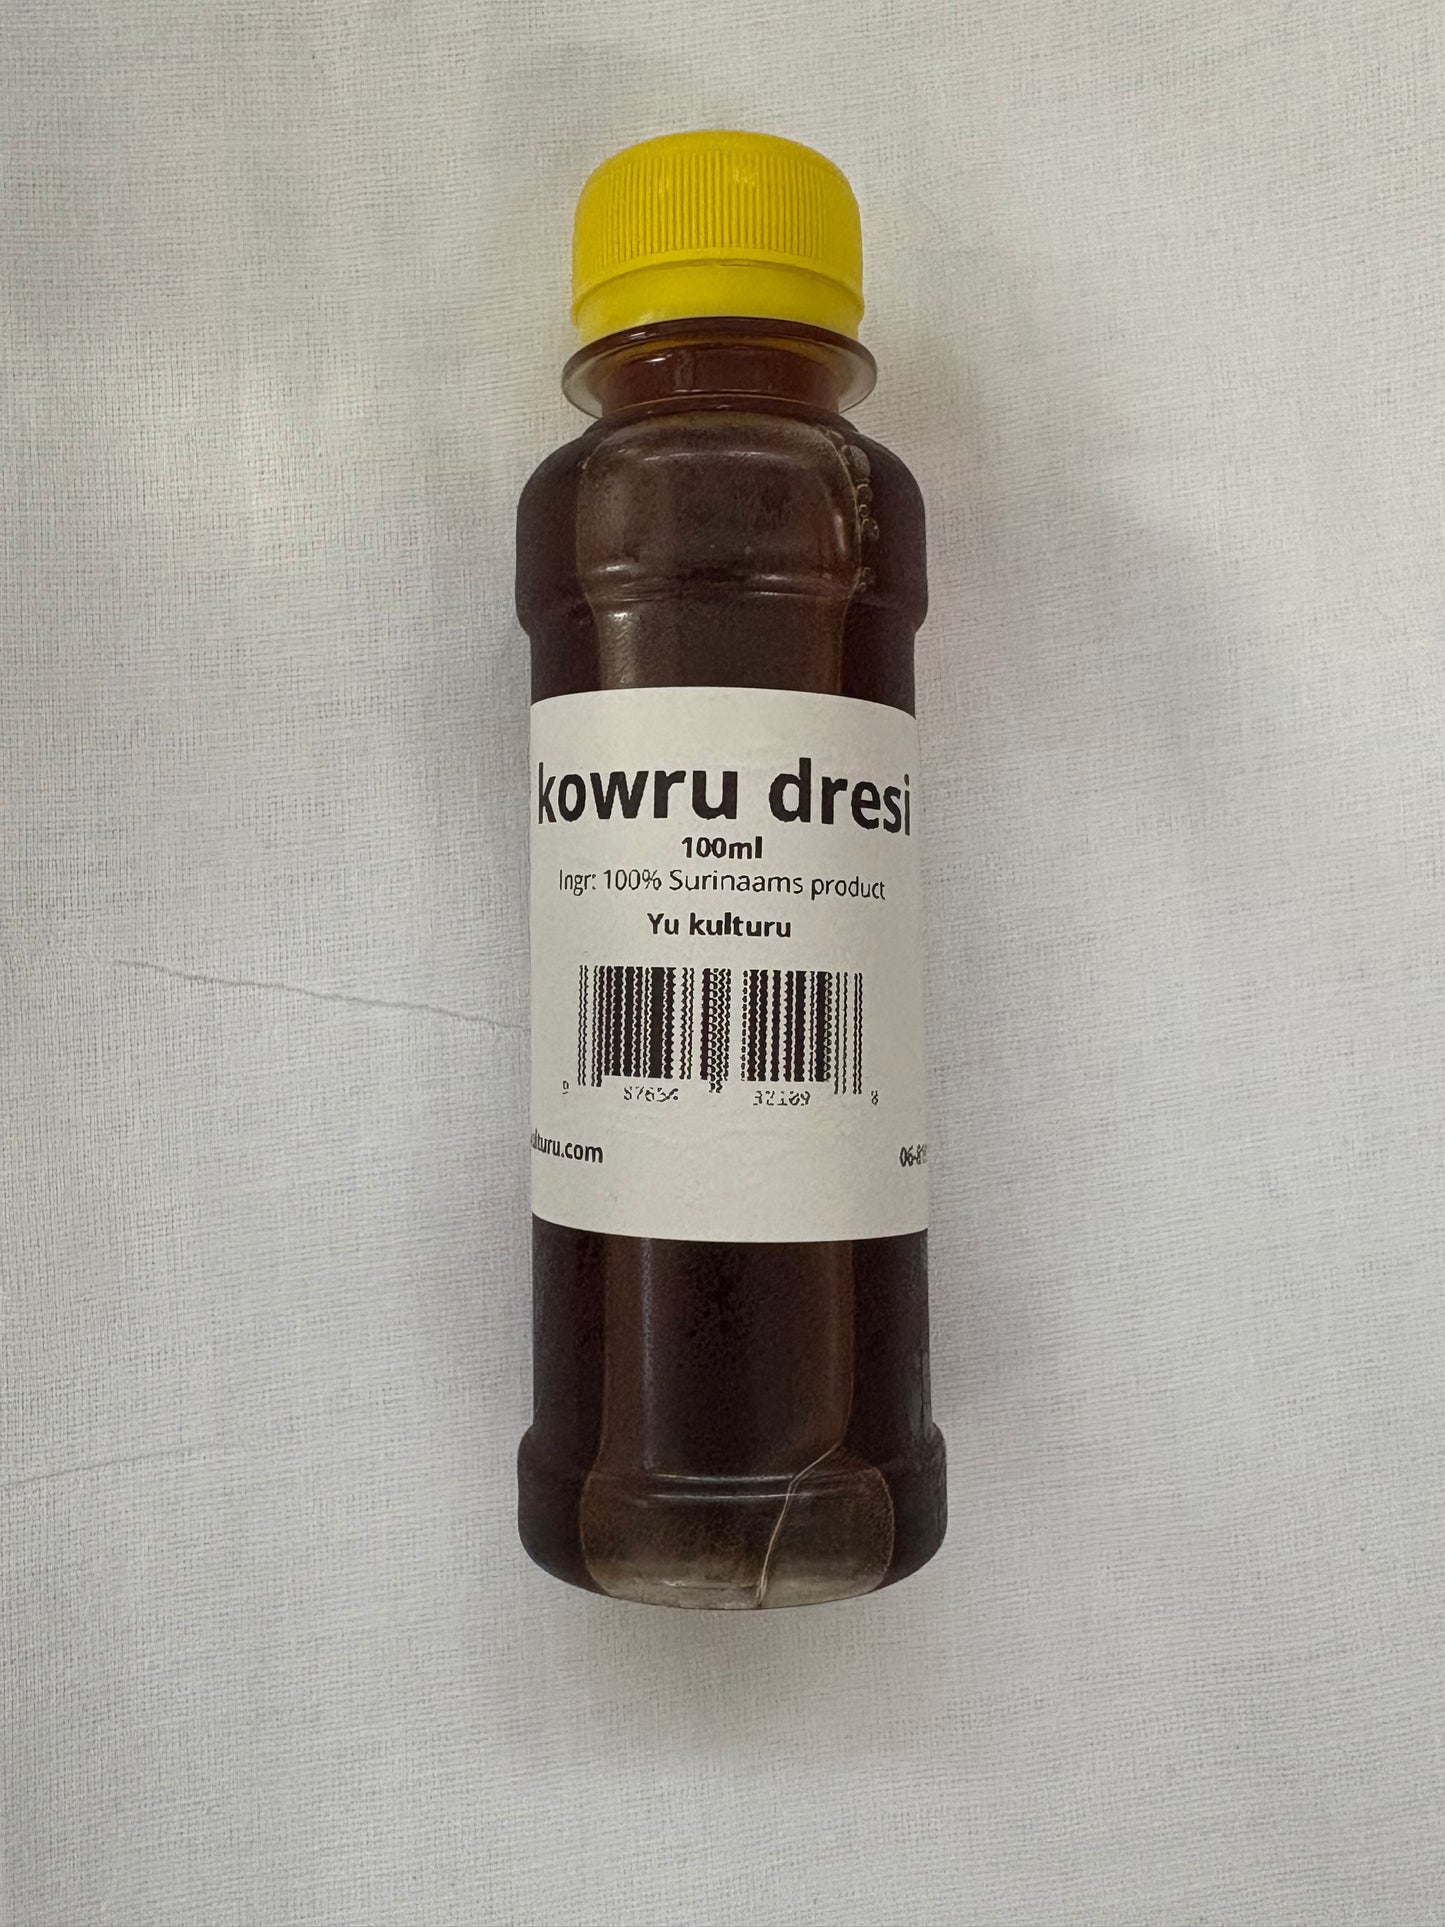 kowru dresi
100ml
Ingr: 100% Surinaams product
Yu kulturu